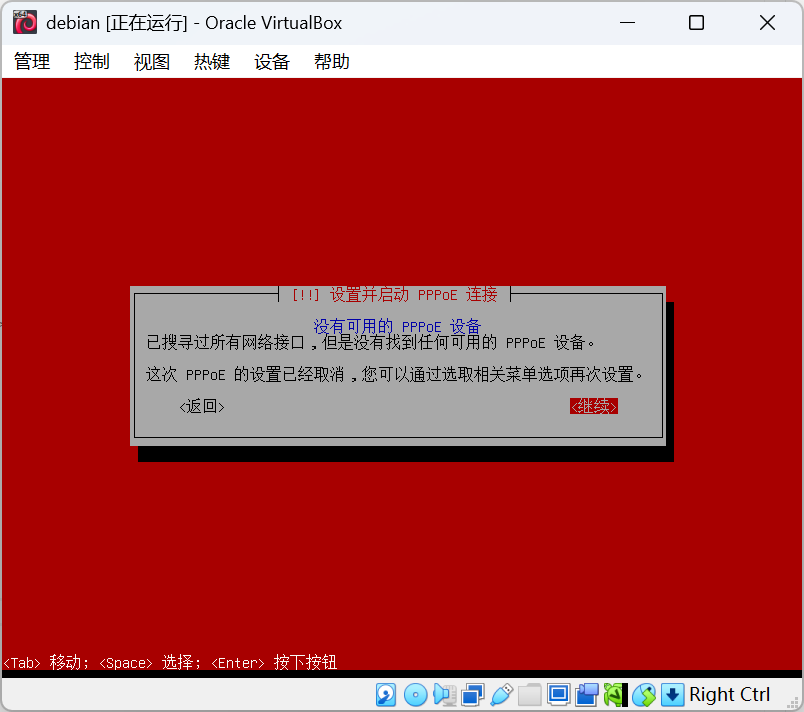 debian [正在运行] - Oracle VirtualBox
管理 控制 视图 热键 设备 帮助
[!!] 设置并启动 PPPoE 连接
没有可用的 PPPoE 设备
已搜寻过所有网络接口,但是没有找到任何可用的 PPPoE 设备。
这次 PPPoE 的设置已经取消,您可以通过选取相关菜单选项再次设置。
<返回> <继续>
<Tab> 移动; <Space> 选择; <Enter> 按下按钮
Right Ctrl